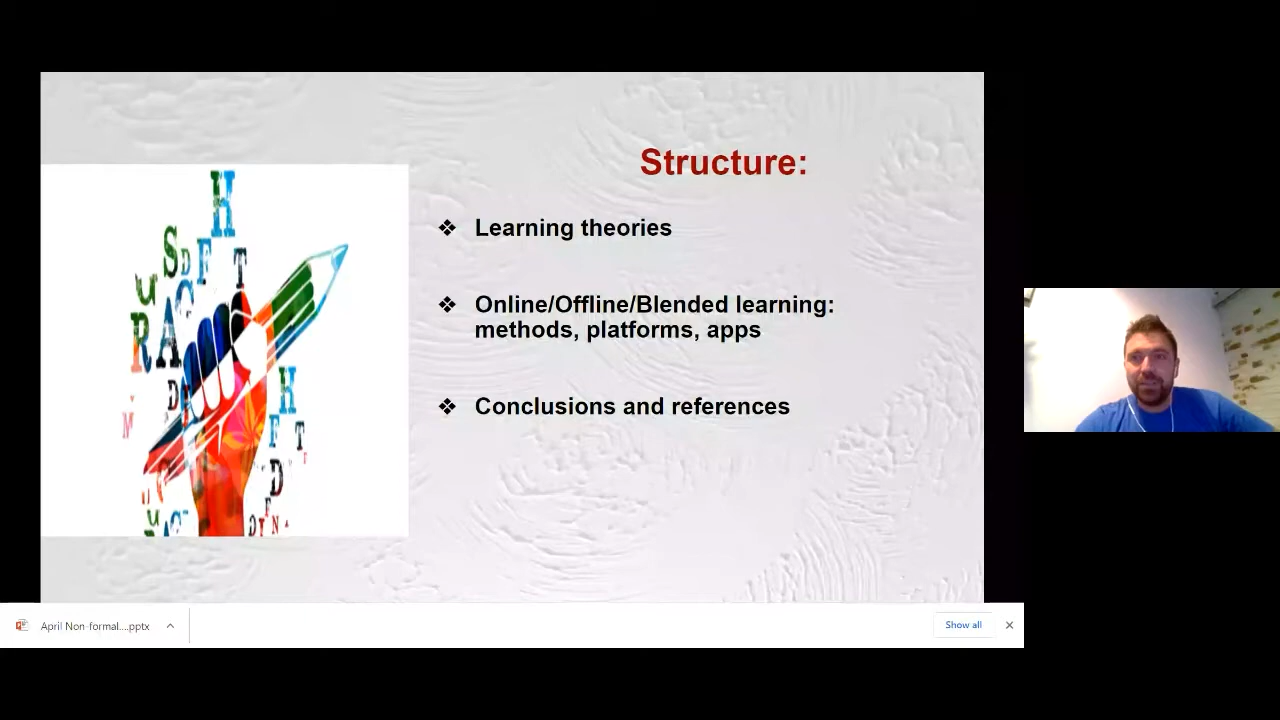 Structure:
❖ Learning theories
❖ Online/Offline/Blended learning:
methods, platforms, apps
❖ Conclusions and references
H
S
D
F
T
U
A
C
R
A
D
H
M
F
T
D
F
U
A
C
D
Y
N
April Non-formal....pptx
Show all